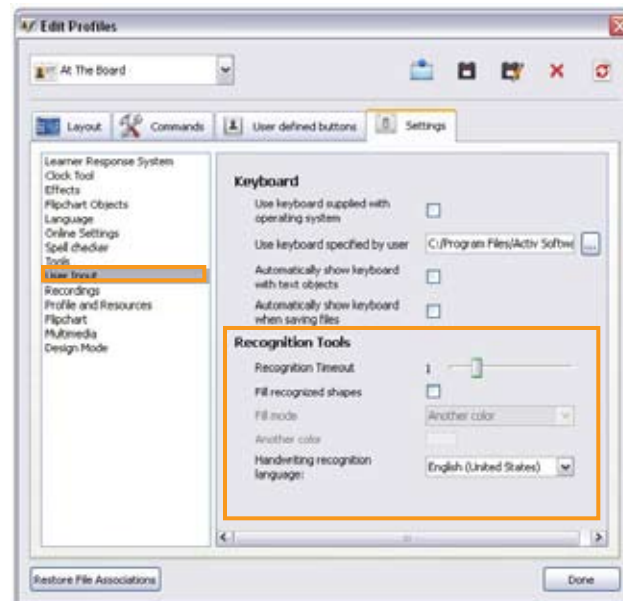 Edit Profiles
At The Board
Layout Commands User defined buttons Settings
Learner Response System
Clock Tool
Effects
Flipchart Objects
Language
Online Settings
Spell checker
Tools
User Input
Recordings
Profile and Resources
Flipchart
Multimedia
Design Mode
Keyboard
Use keyboard supplied with
operating system
Use keyboard specified by user C:/Program Files/Activ Softwa ...
Automatically show keyboard
with text objects
Automatically show keyboard
when saving files
Recognition Tools
Recognition Timeout 1
Fill recognized shapes
Fill mode Another color
Another color
Handwriting recognition
language: English (United States)
Restore File Associations Done